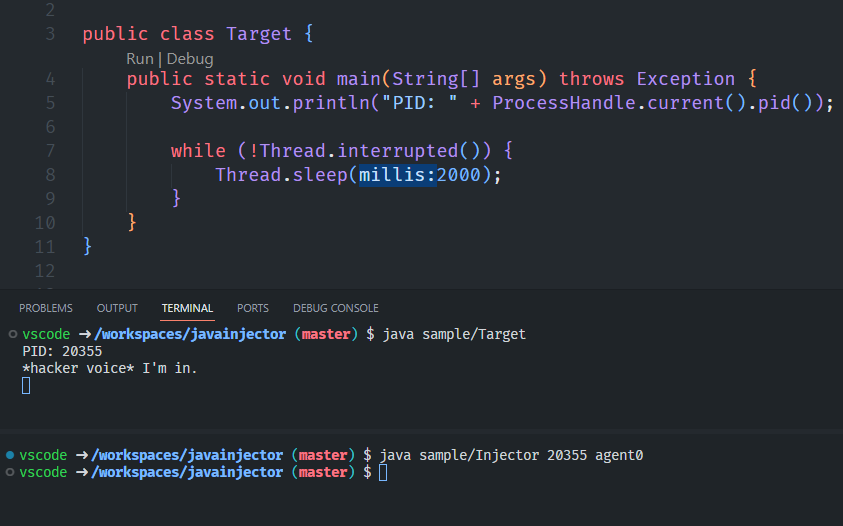 2
3 public class Target {
Run | Debug
4 public static void main(String[] args) throws Exception {
5 System.out.println("PID: " + ProcessHandle.current().pid());
6
7 while (!Thread.interrupted()) {
8 Thread.sleep(millis:2000);
9 }
10 }
11 }
12
PROBLEMS OUTPUT TERMINAL PORTS DEBUG CONSOLE
vscode ➜ /workspaces/javainjector (master) $ java sample/Target
PID: 20355
*hacker voice* I'm in.
vscode ➜ /workspaces/javainjector (master) $ java sample/Injector 20355 agent0
vscode ➜ /workspaces/javainjector (master) $